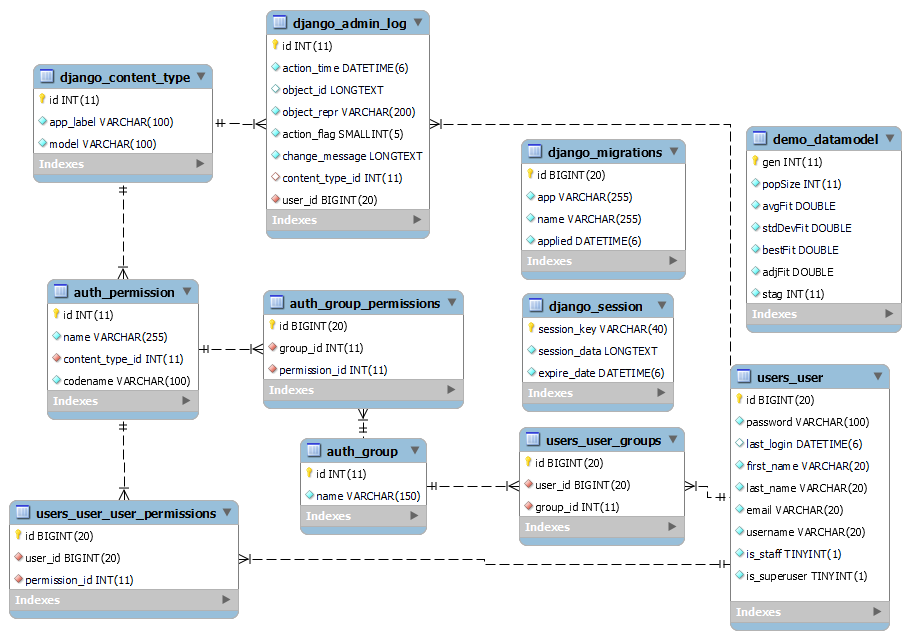 django_admin_log
id INT(11)
action_time DATETIME(6)
object_id LONGTEXT
object_repr VARCHAR(200)
action_flag SMALLINT(5)
change_message LONGTEXT
content_type_id INT(11)
user_id BIGINT(20)
Indexes
django_content_type
id INT(11)
app_label VARCHAR(100)
model VARCHAR(100)
Indexes
django_migrations
id BIGINT(20)
app VARCHAR(255)
name VARCHAR(255)
applied DATETIME(6)
Indexes
demo_datamodel
gen INT(11)
popSize INT(11)
avgFit DOUBLE
stdDevFit DOUBLE
bestFit DOUBLE
adjFit DOUBLE
stag INT(11)
Indexes
auth_permission
id INT(11)
name VARCHAR(255)
content_type_id INT(11)
codename VARCHAR(100)
Indexes
auth_group_permissions
id BIGINT(20)
group_id INT(11)
permission_id INT(11)
Indexes
django_session
session_key VARCHAR(40)
session_data LONGTEXT
expire_date DATETIME(6)
Indexes
users_user
id BIGINT(20)
password VARCHAR(100)
last_login DATETIME(6)
first_name VARCHAR(20)
last_name VARCHAR(20)
email VARCHAR(20)
username VARCHAR(20)
is_staff TINYINT(1)
is_superuser TINYINT(1)
Indexes
auth_group
id INT(11)
name VARCHAR(150)
Indexes
users_user_groups
id BIGINT(20)
user_id BIGINT(20)
group_id INT(11)
Indexes
users_user_user_permissions
id BIGINT(20)
user_id BIGINT(20)
permission_id INT(11)
Indexes